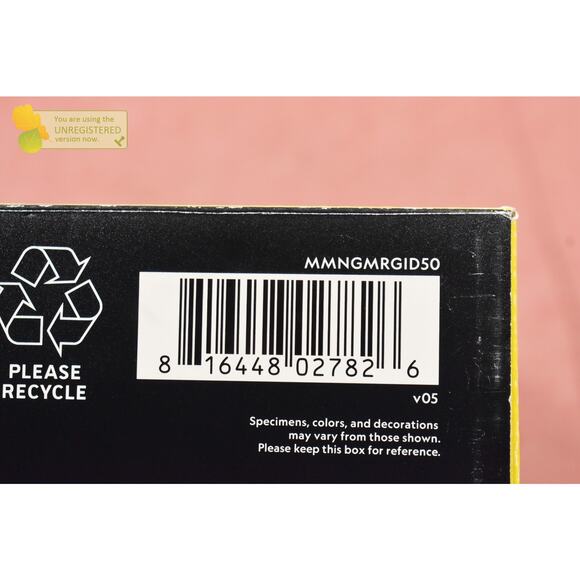 You are using the
UNREGISTERED
version now.
MMNGMRGID50
8 16448 02782 6
PLEASE
RECYCLE
v05
Specimens, colors, and decorations
may vary from those shown.
Please keep this box for reference.